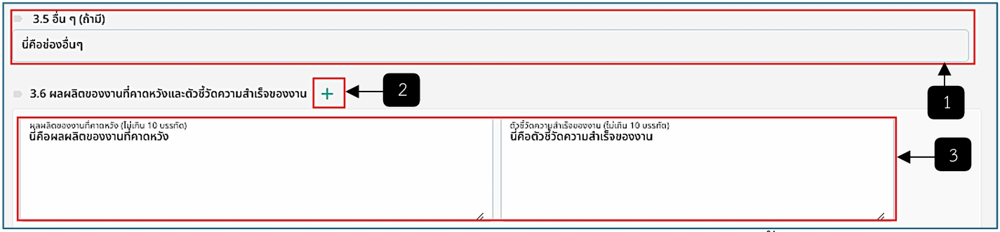 3.5 อื่น ๆ (ถ้ามี)
นี่คือช่องอื่นๆ
3.6 ผลผลิตของงานที่คาดหวังและตัวชี้วัดความสำเร็จของงาน + 2
1
ผลผลิตของงานที่คาดหวัง (ไม่เกิน 10 บรรทัด) ตัวชี้วัดความสำเร็จของงาน (ไม่เกิน 10 บรรทัด)
นี่คือผลผลิตของงานที่คาดหวัง นี่คือตัวชี้วัดความสำเร็จของงาน
3